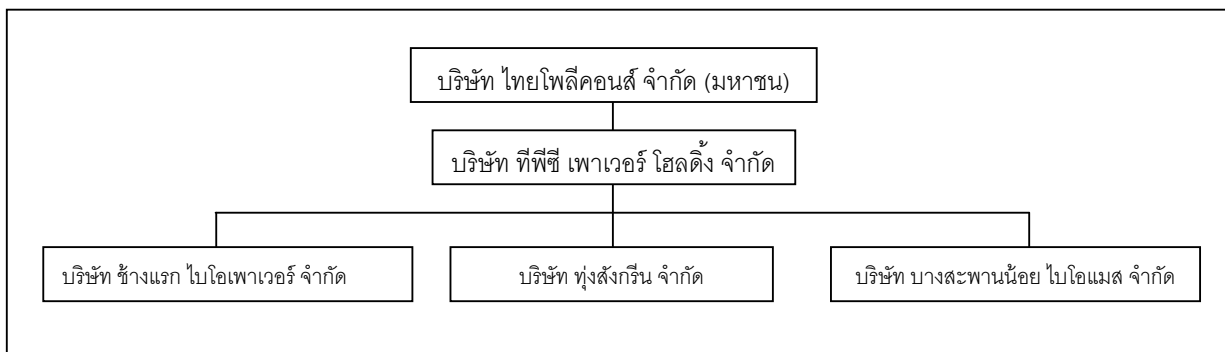 บริษัท ไทยโพลีคอนส์ จำกัด (มหาชน)
บริษัท ทีพีซี เพาเวอร์ โฮลดิ้ง จำกัด
บริษัท ช้างแรก ไบโอเพาเวอร์ จำกัด
บริษัท ทุ่งสังกรีน จำกัด
บริษัท บางสะพานน้อย ไบโอแมส จำกัด